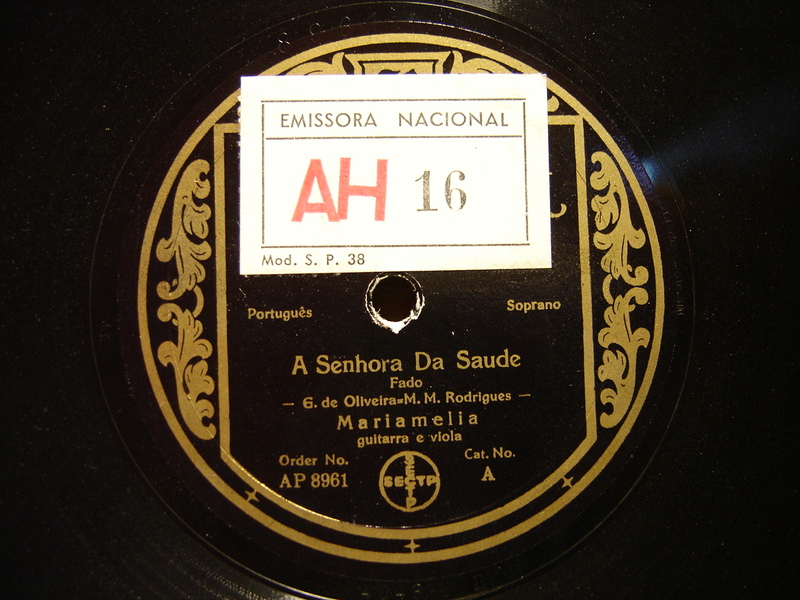 EMISSORA NACIONAL
AH 16
Mod. S. P. 38
Português Soprano
A Senhora Da Saude
Fado
— G. de Oliveira=M. M. Rodrigues —
Mariamelia
guitarra e viola
Order No. Cat. No.
AP 8961 A